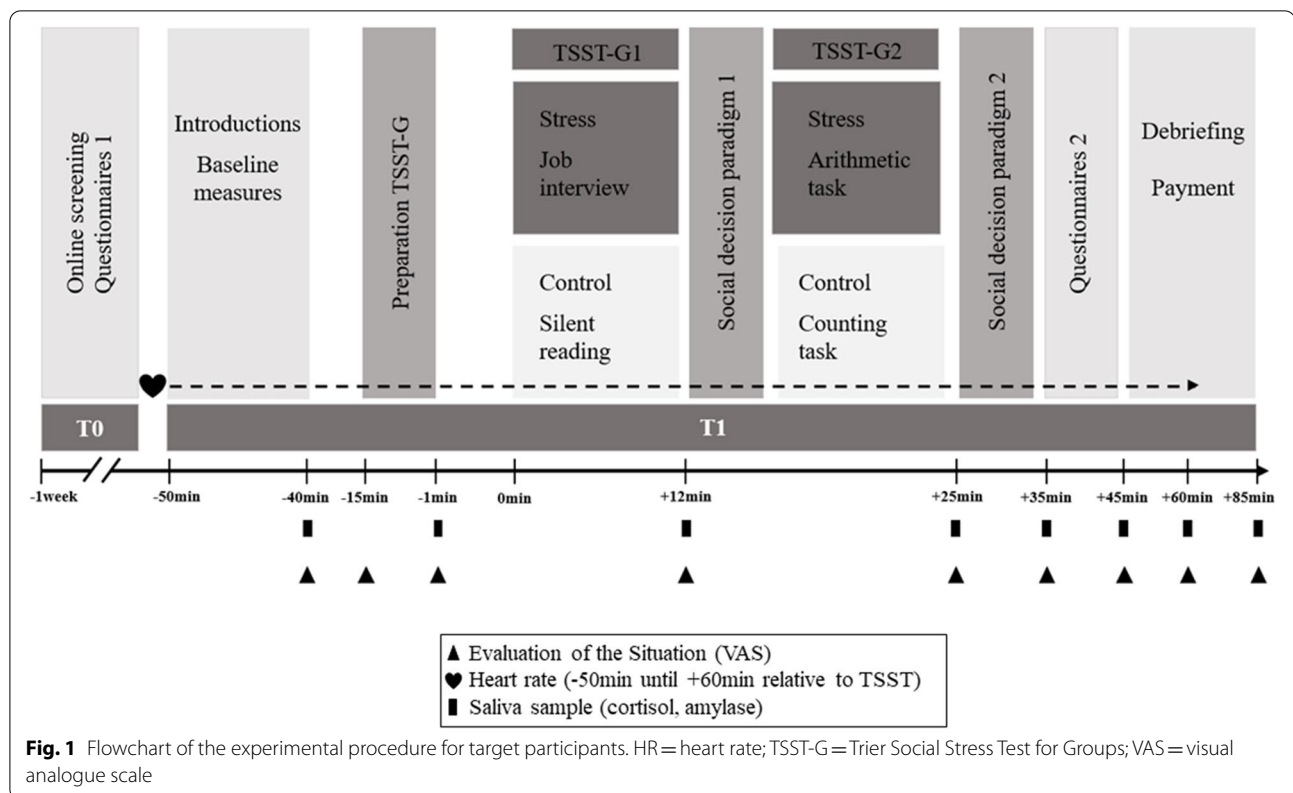 Online screening
Questionnaires 1
Introductions
Baseline
measures
Preparation TSST-G
TSST-G1
Stress
Job
interview
Control
Silent
reading
Social decision paradigm 1
TSST-G2
Stress
Arithmetic
task
Control
Counting
task
Social decision paradigm 2
Questionnaires 2
Debriefing
Payment
T0
T1
-1week
-50min
-40min
-15min
-1min
0min
+12min
+25min
+35min
+45min
+60min
+85min
Evaluation of the Situation (VAS)
Heart rate (-50min until +60min relative to TSST)
Saliva sample (cortisol, amylase)
Fig. 1 Flowchart of the experimental procedure for target participants. HR = heart rate; TSST-G = Trier Social Stress Test for Groups; VAS = visual
analogue scale